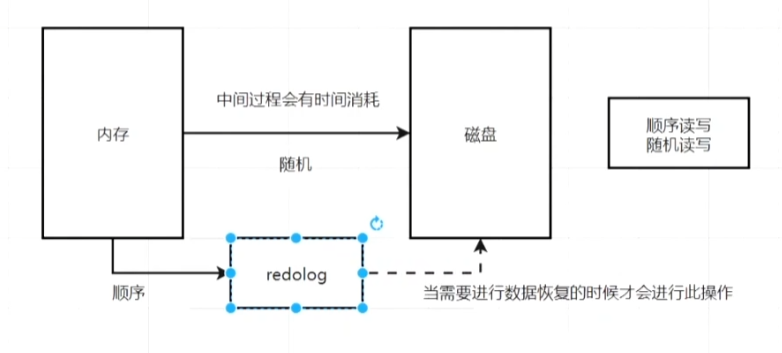 中间过程会有时间消耗
内存
磁盘
顺序读写
随机读写
随机
redolog
顺序
当需要进行数据恢复的时候才会进行此操作